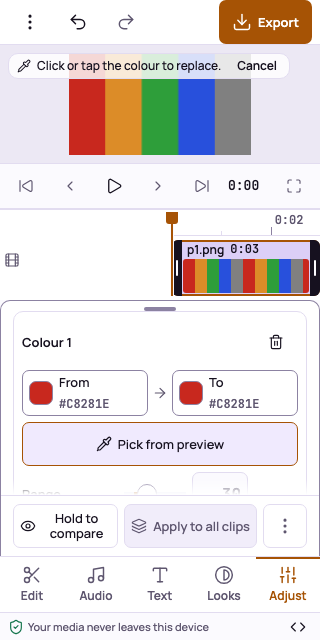 Export
Click or tap the colour to replace.
Cancel
0:00
0:02
p1.png 0:03
Colour 1
From
#C8281E
To
#C8281E
Pick from preview
Hold to
compare
Apply to all clips
Edit
Audio
Text
Looks
Adjust
Your media never leaves this device